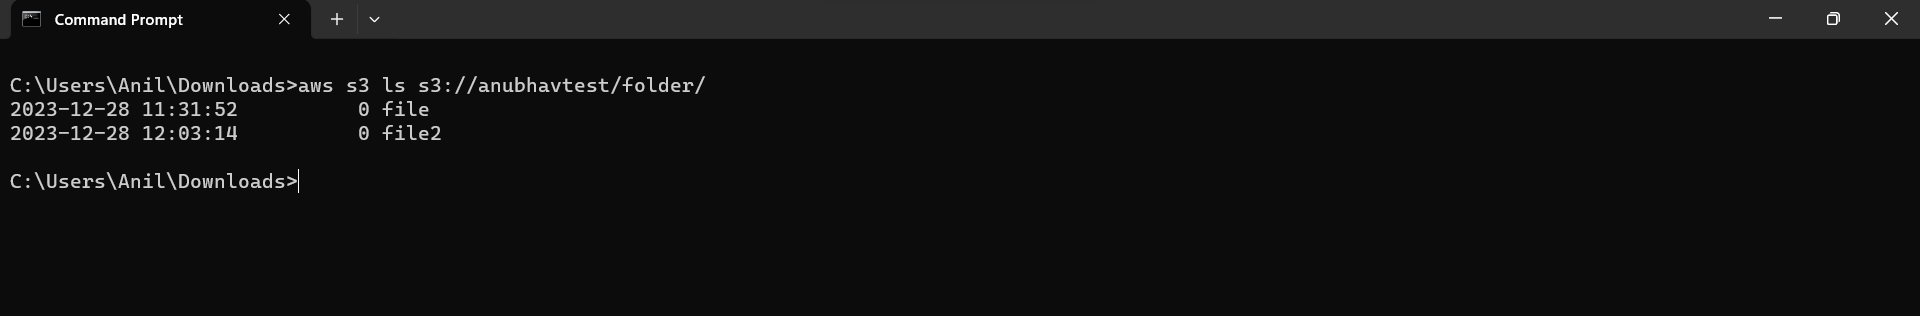 Command Prompt
C:\Users\Anil\Downloads>aws s3 ls s3://anubhavtest/folder/
2023-12-28 11:31:52          0 file
2023-12-28 12:03:14          0 file2
C:\Users\Anil\Downloads>